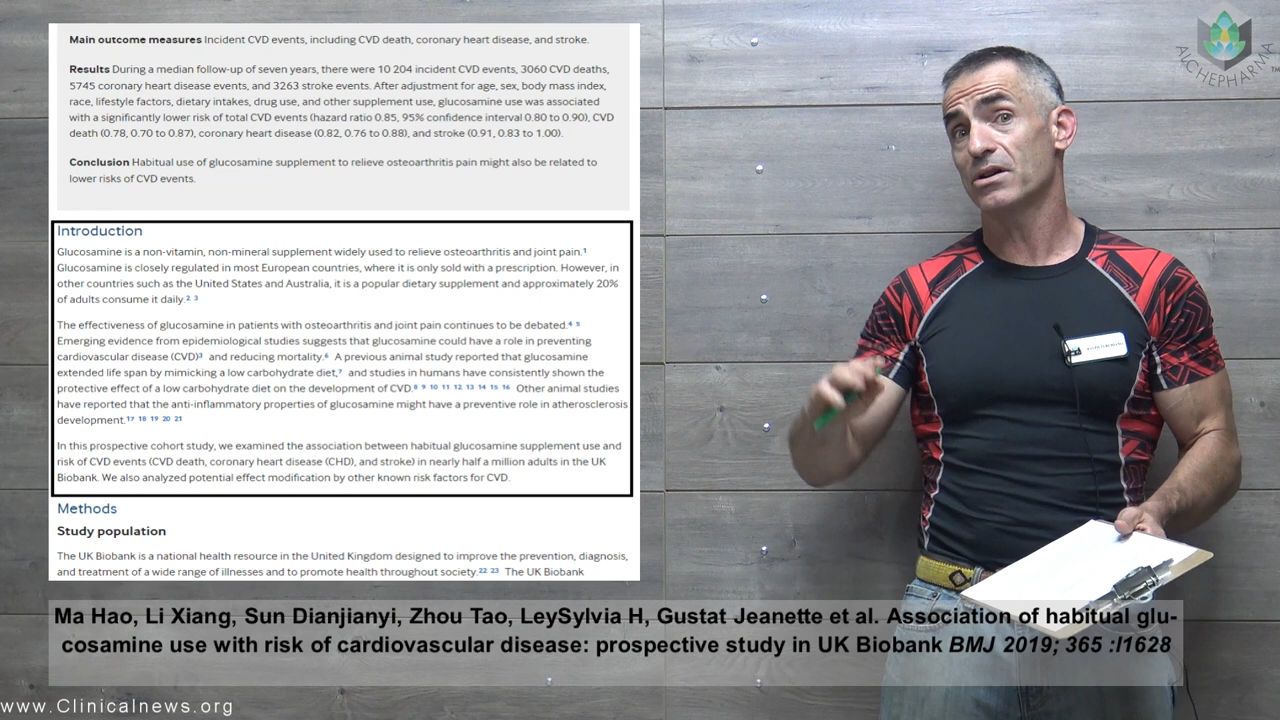 Main outcome measures Incident CVD events, including CVD death, coronary heart disease, and stroke.
Results During a median follow-up of seven years, there were 10 204 incident CVD events, 3060 CVD deaths,
5745 coronary heart disease events, and 3263 stroke events. After adjustment for age, sex, body mass index,
race, lifestyle factors, dietary intakes, drug use, and other supplement use, glucosamine use was associated
with a significantly lower risk of total CVD events (hazard ratio 0.85, 95% confidence interval 0.80 to 0.90), CVD
death (0.78, 0.70 to 0.87), coronary heart disease (0.82, 0.76 to 0.88), and stroke (0.91, 0.83 to 1.00).
Conclusion Habitual use of glucosamine supplement to relieve osteoarthritis pain might also be related to
lower risks of CVD events.
Introduction
Glucosamine is a non-vitamin, non-mineral supplement widely used to relieve osteoarthritis and joint pain.1
Glucosamine is closely regulated in most European countries, where it is only sold with a prescription. However, in
other countries such as the United States and Australia, it is a popular dietary supplement and approximately 20%
of adults consume it daily.2 3
The effectiveness of glucosamine in patients with osteoarthritis and joint pain continues to be debated.4 5
Emerging evidence from epidemiological studies suggests that glucosamine could have a role in preventing
cardiovascular disease (CVD)3 and reducing mortality.6 A previous animal study reported that glucosamine
extended life span by mimicking a low carbohydrate diet,7 and studies in humans have consistently shown the
protective effect of a low carbohydrate diet on the development of CVD.8 9 10 11 12 13 14 15 16 Other animal studies
have reported that the anti-inflammatory properties of glucosamine might have a preventive role in atherosclerosis
development.17 18 19 20 21
In this prospective cohort study, we examined the association between habitual glucosamine supplement use and
risk of CVD events (CVD death, coronary heart disease (CHD), and stroke) in nearly half a million adults in the UK
Biobank. We also analyzed potential effect modification by other known risk factors for CVD.
Methods
Study population
The UK Biobank is a national health resource in the United Kingdom designed to improve the prevention, diagnosis,
and treatment of a wide range of illnesses and to promote health throughout society.22 23 The UK Biobank
ALCHEPHARMA TM
Ma Hao, Li Xiang, Sun Dianjianyi, Zhou Tao, LeySylvia H, Gustat Jeanette et al. Association of habitual glu-
cosamine use with risk of cardiovascular disease: prospective study in UK Biobank BMJ 2019; 365 :l1628
www.Clinicalnews.org